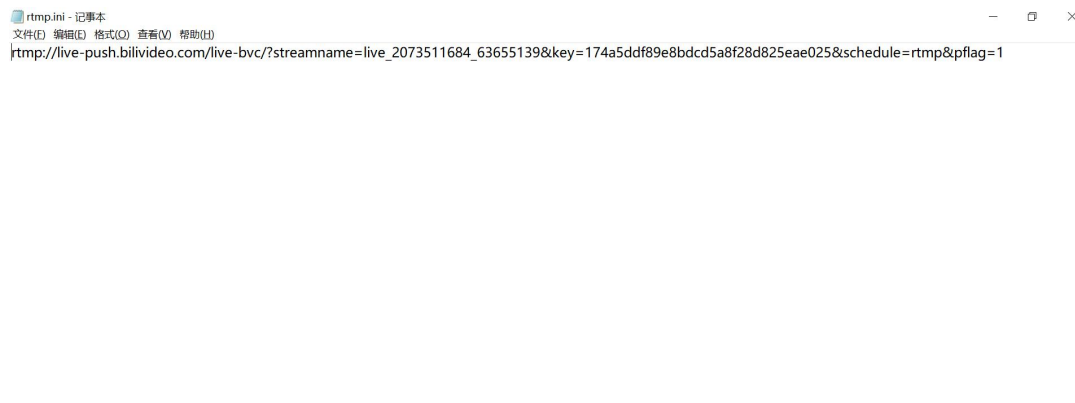 rtmp.ini - 记事本
文件(F) 编辑(E) 格式(O) 查看(V) 帮助(H)
rtmp://live-push.bilivideo.com/live-bvc/?streamname=live_2073511684_63655139&key=174a5ddf89e8bdcd5a8f28d825eae025&schedule=rtmp&pflag=1